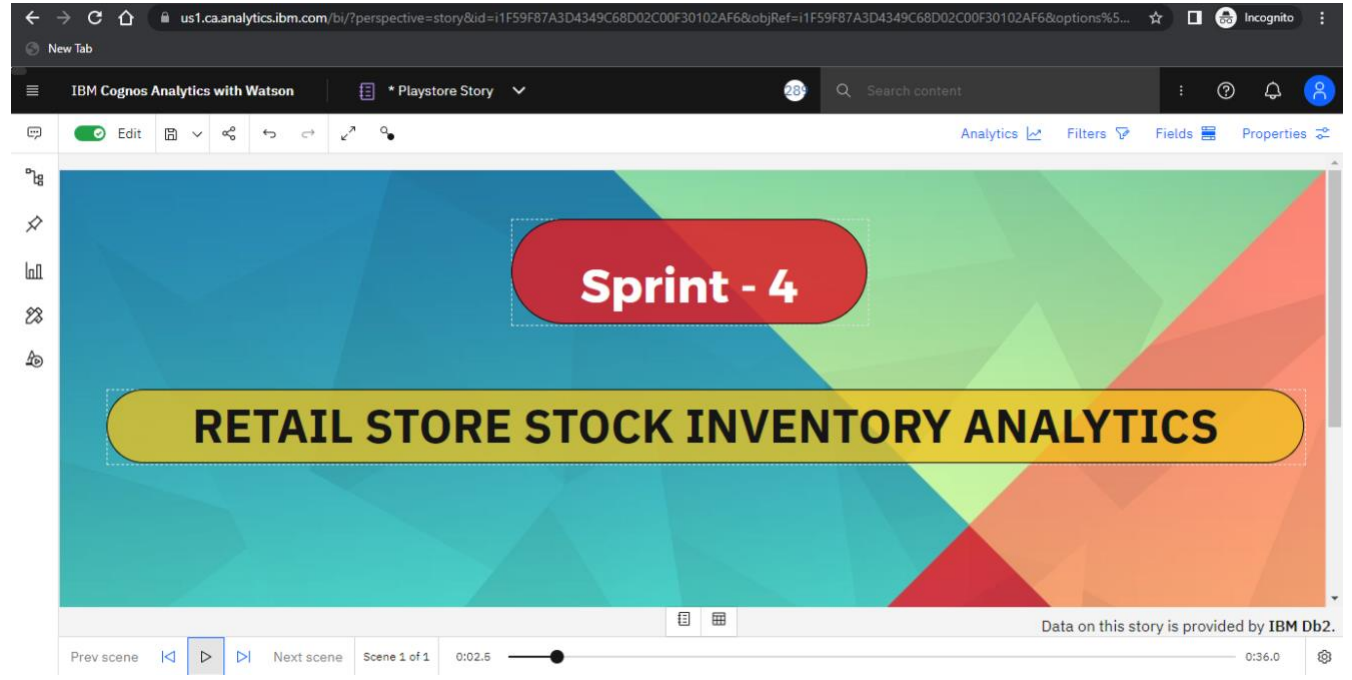 us1.ca.analytics.ibm.com/bi/?perspective=story&id=i1F59F87A3D4349C68D02C00F30102AF6&objRef=i1F59F87A3D4349C68D02C00F30102AF6&options%5... Incognito
New Tab
IBM Cognos Analytics with Watson * Playstore Story 289 Search content
Edit Analytics Filters Fields Properties
Sprint - 4
RETAIL STORE STOCK INVENTORY ANALYTICS
Data on this story is provided by IBM Db2.
Prev scene Next scene Scene 1 of 1 0:02.5 0:36.0